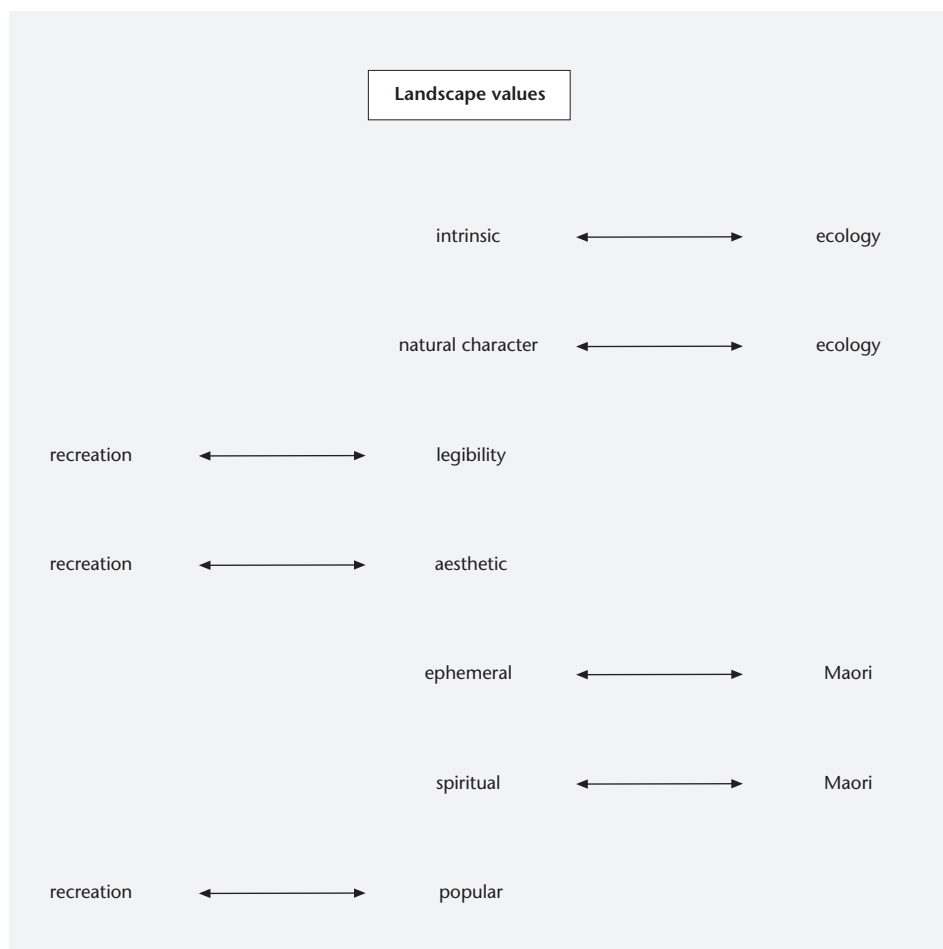 Landscape values
intrinsic ecology
natural character ecology
recreation legibility
recreation aesthetic
ephemeral Maori
spiritual Maori
recreation popular